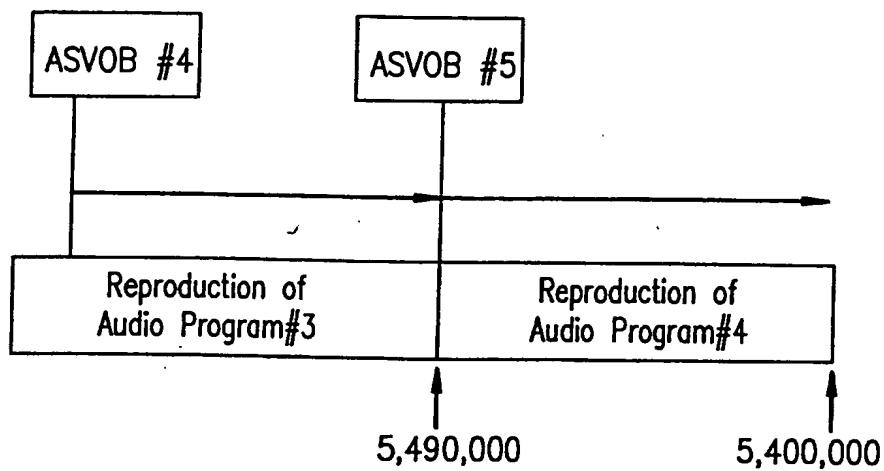 ASVOB #4
ASVOB #5
Reproduction of
Audio Program#3
Reproduction of
Audio Program#4
5,490,000
5,400,000